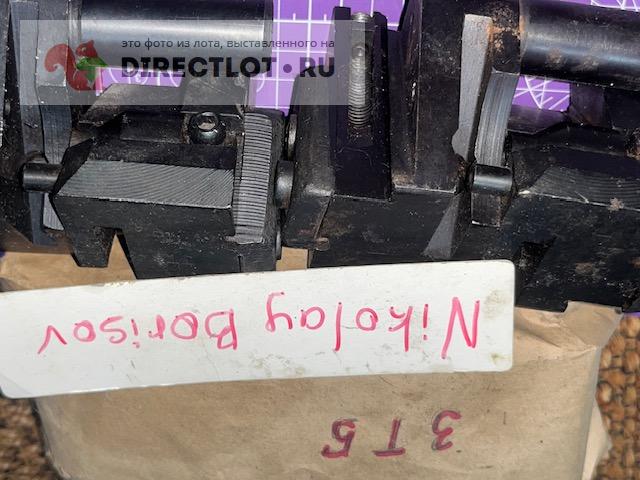 это фото из лота, выставленного на
DIRECTLOT.RU
Nikolay Borisov
3T5